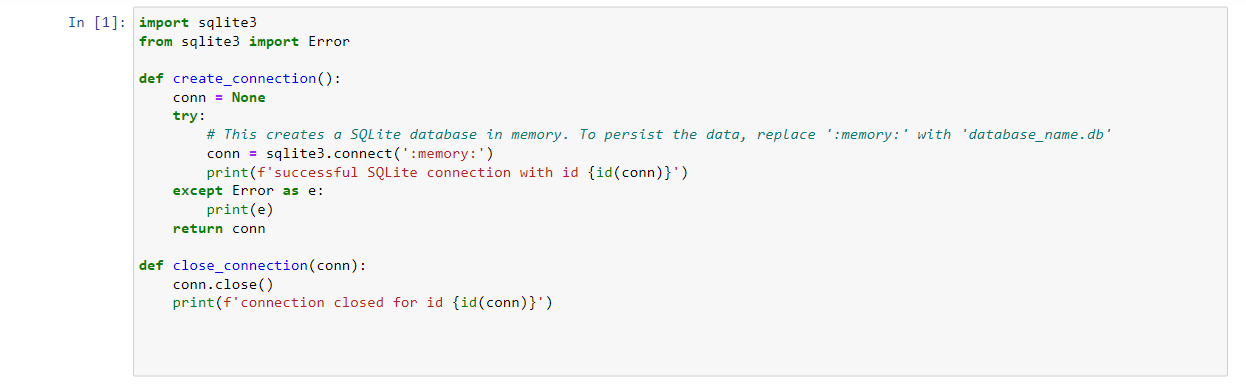 In [1]: import sqlite3
from sqlite3 import Error

def create_connection():
    conn = None
    try:
        # This creates a SQLite database in memory. To persist the data, replace ':memory:' with 'database_name.db'
        conn = sqlite3.connect(':memory:')
        print(f'successful SQLite connection with id {id(conn)}')
    except Error as e:
        print(e)
    return conn

def close_connection(conn):
    conn.close()
    print(f'connection closed for id {id(conn)}')